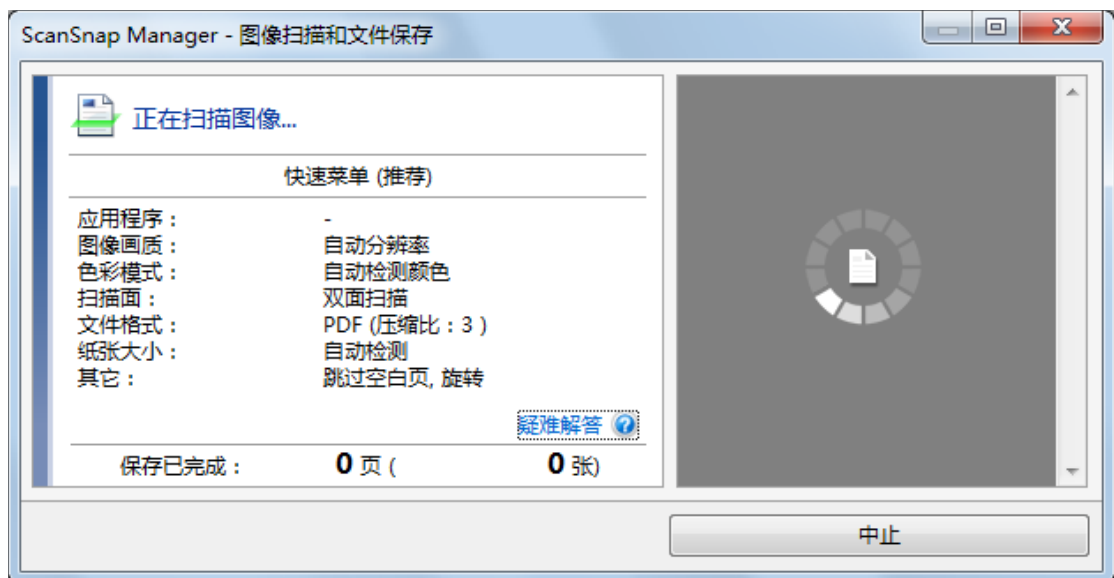 ScanSnap Manager - 图像扫描和文件保存
正在扫描图像...
快速菜单 (推荐)
应用程序： -
图像画质： 自动分辨率
色彩模式： 自动检测颜色
扫描面： 双面扫描
文件格式： PDF (压缩比：3 )
纸张大小： 自动检测
其它： 跳过空白页, 旋转
疑难解答
保存已完成： 0 页 ( 0 张)
中止